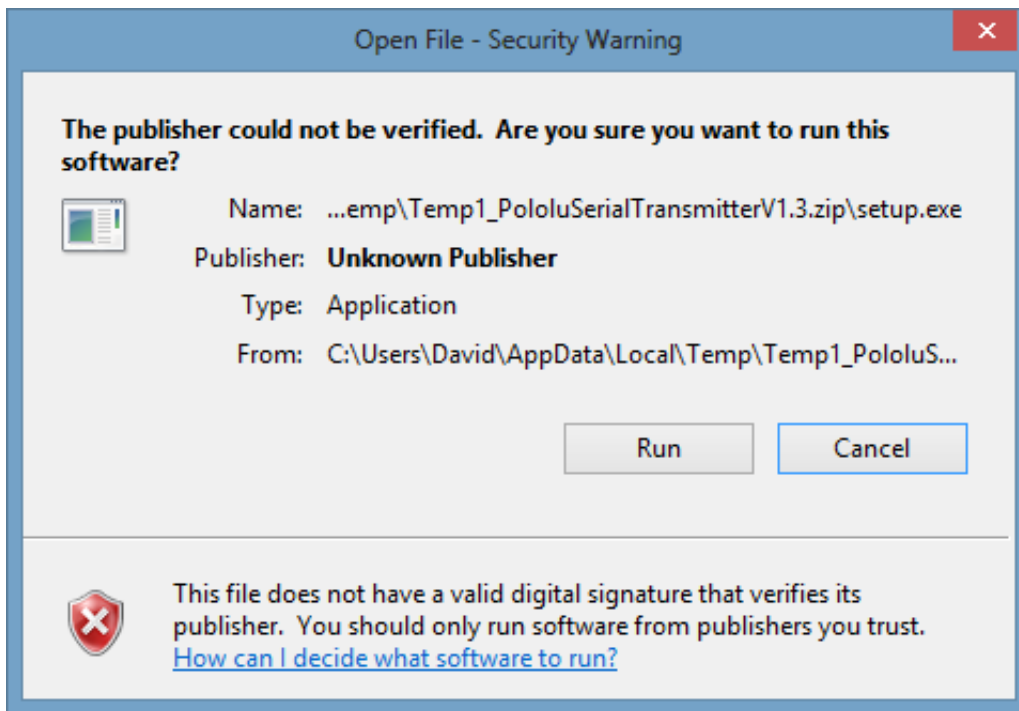 Open File - Security Warning
The publisher could not be verified.  Are you sure you want to run this
software?
Name: ...emp\Temp1_PololuSerialTransmitterV1.3.zip\setup.exe
Publisher: Unknown Publisher
Type: Application
From: C:\Users\David\AppData\Local\Temp\Temp1_PololuS...
Run Cancel
This file does not have a valid digital signature that verifies its
publisher.  You should only run software from publishers you trust.
How can I decide what software to run?